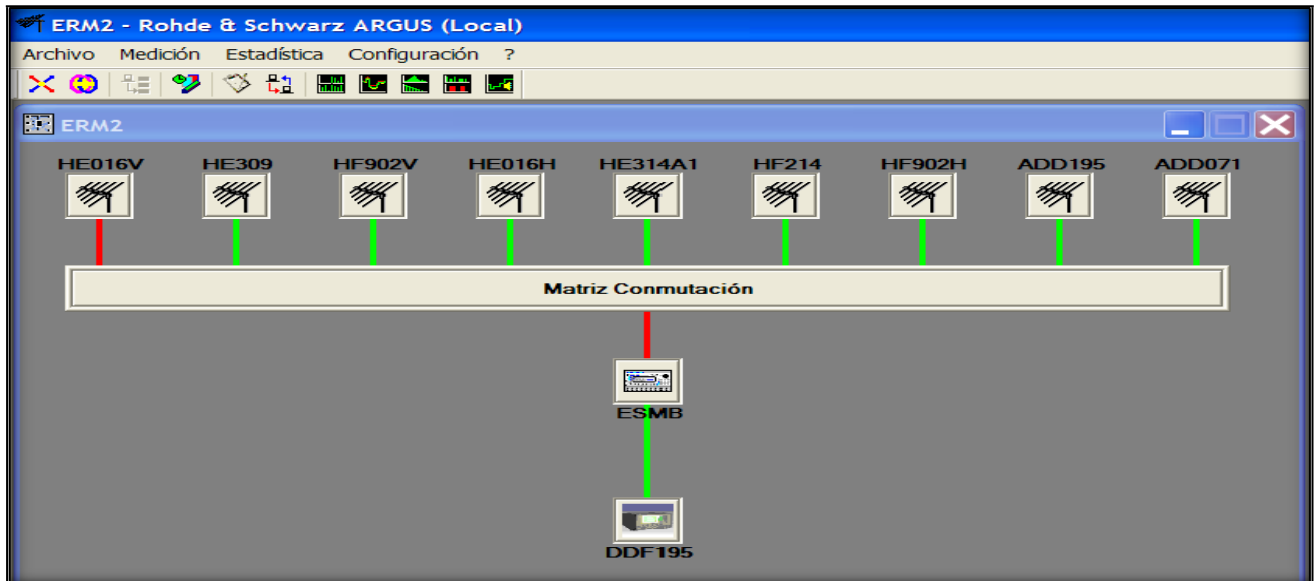 ERM2 - Rohde & Schwarz ARGUS (Local)
Archivo Medición Estadística Configuración ?
ERM2
HE016V HE309 HF902V HE016H HE314A1 HF214 HF902H ADD195 ADD071
Matriz Conmutación
ESMB
DDF195